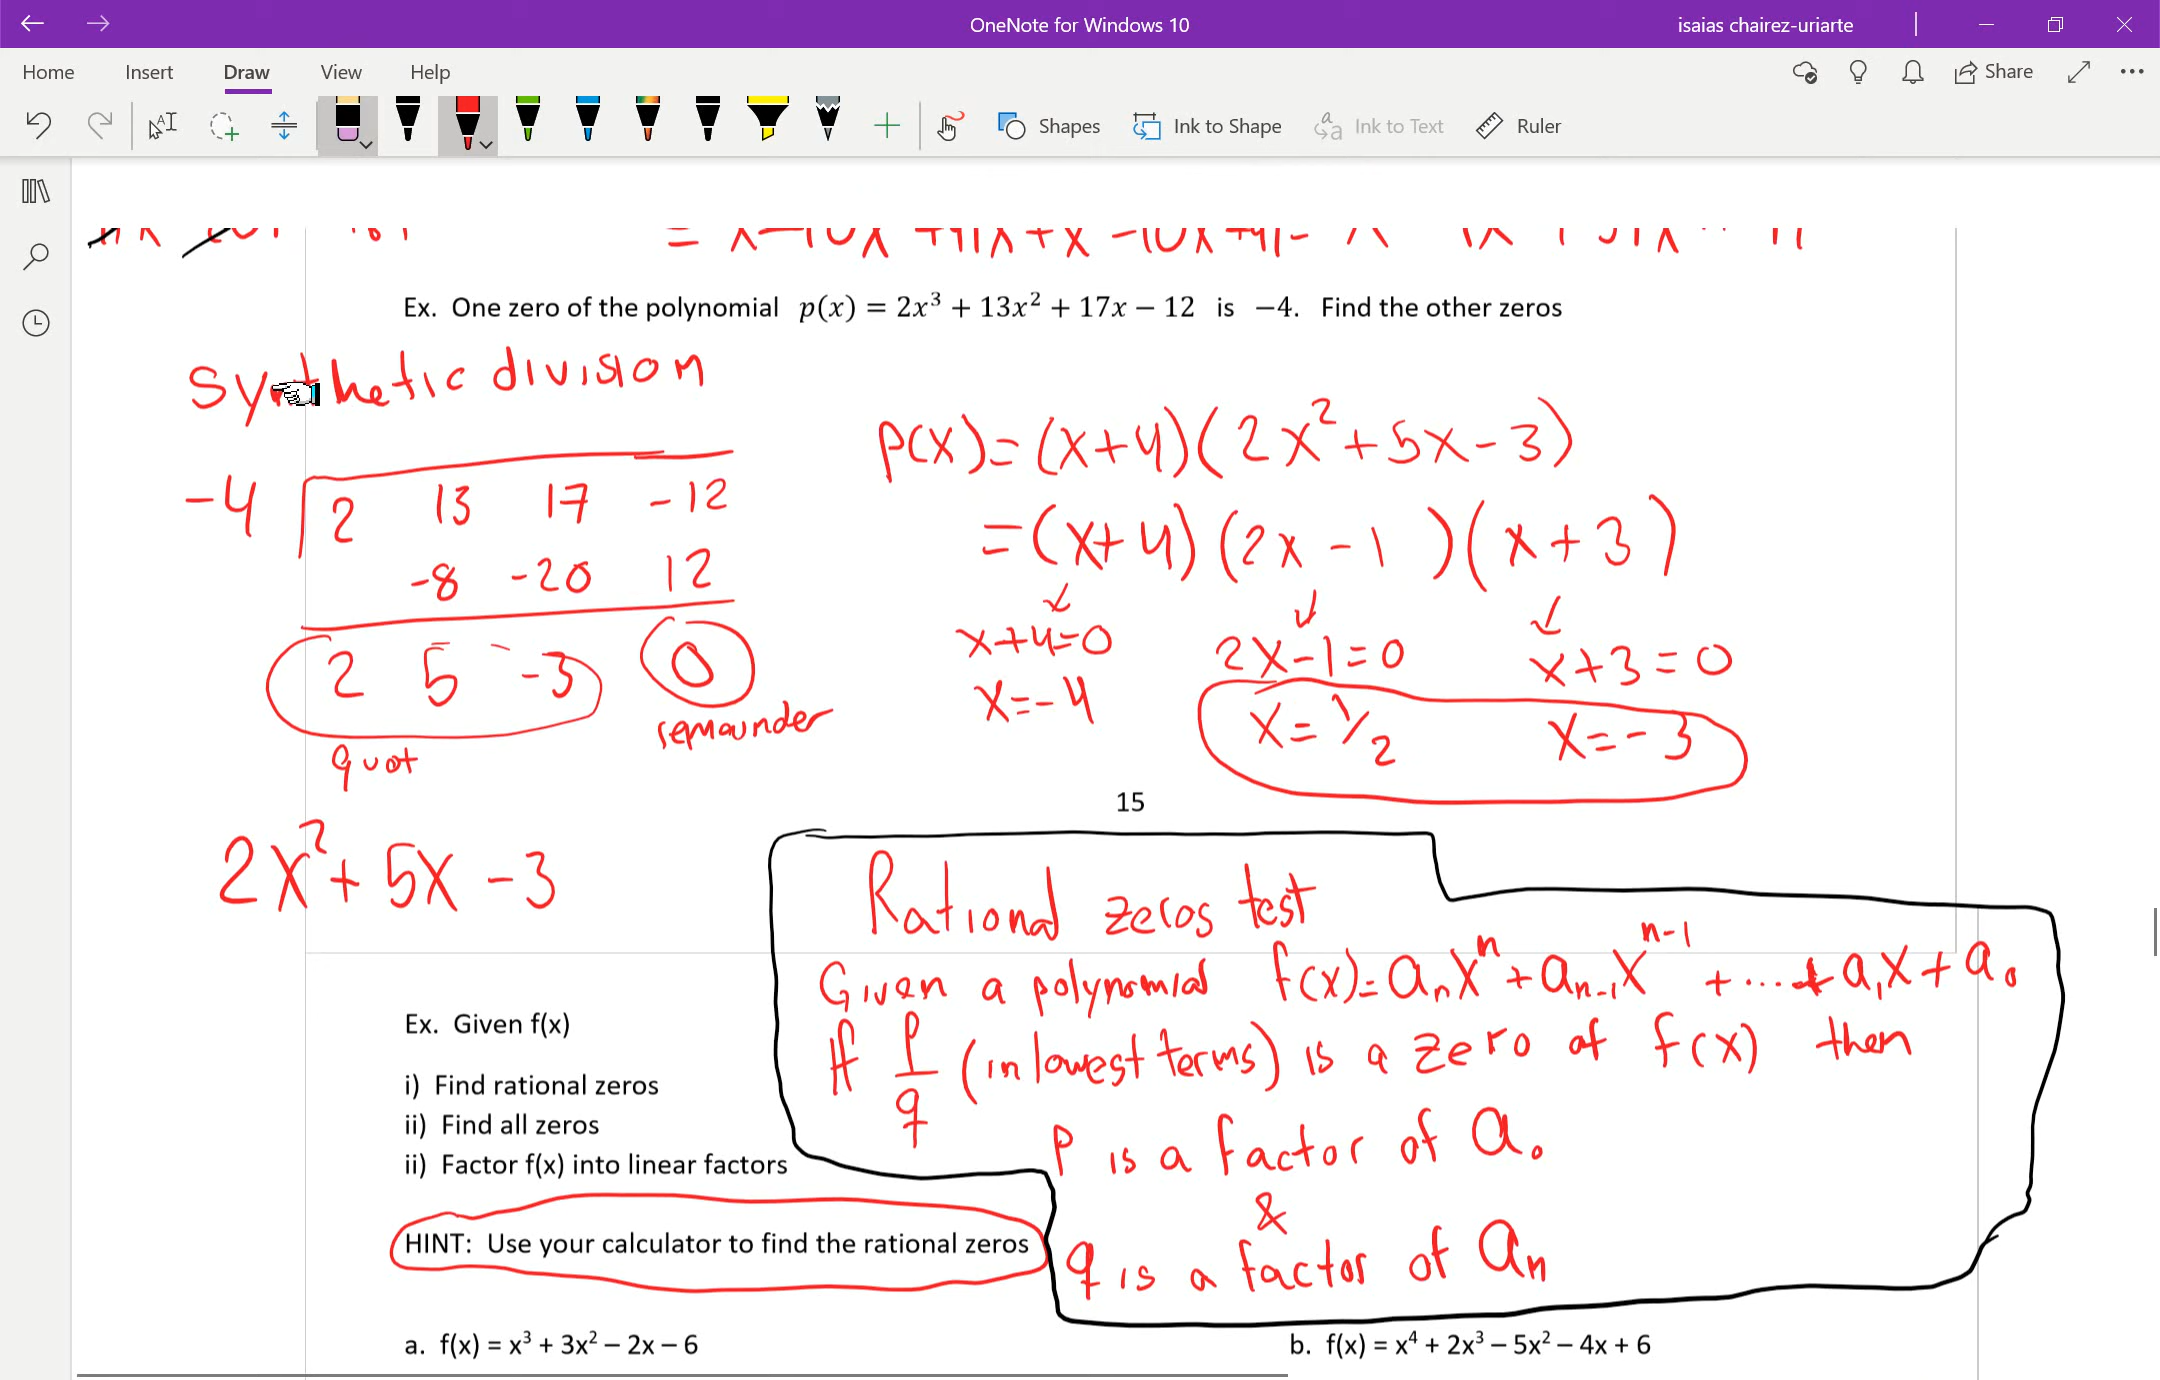 OneNote for Windows 10
isaias chairez-uriarte
Home Insert Draw View Help
Share
Shapes Ink to Shape Ink to Text Ruler
Ex. One zero of the polynomial p(x) = 2x³ + 13x² + 17x − 12 is −4. Find the other zeros
Synthetic division
-4 2 13 17 -12
-8 -20 12
2 5 -3 0
quot
remainder
2x² + 5x - 3
P(x) = (x+4)(2x² + 5x - 3)
= (x+4)(2x - 1)(x + 3)
x+4=0 2x-1=0 x+3=0
x=-4 x=1/2 x=-3
15
Rational zeros test
Given a polynomial f(x)= aₙxⁿ + aₙ₋₁xⁿ⁻¹ + ... + a₁x + a₀
If p/q (in lowest terms) is a zero of f(x) then
p is a factor of a₀
&
q is a factor of aₙ
Ex. Given f(x)
i) Find rational zeros
ii) Find all zeros
ii) Factor f(x) into linear factors
HINT: Use your calculator to find the rational zeros
a. f(x) = x³ + 3x² – 2x – 6
b. f(x) = x⁴ + 2x³ – 5x² – 4x + 6